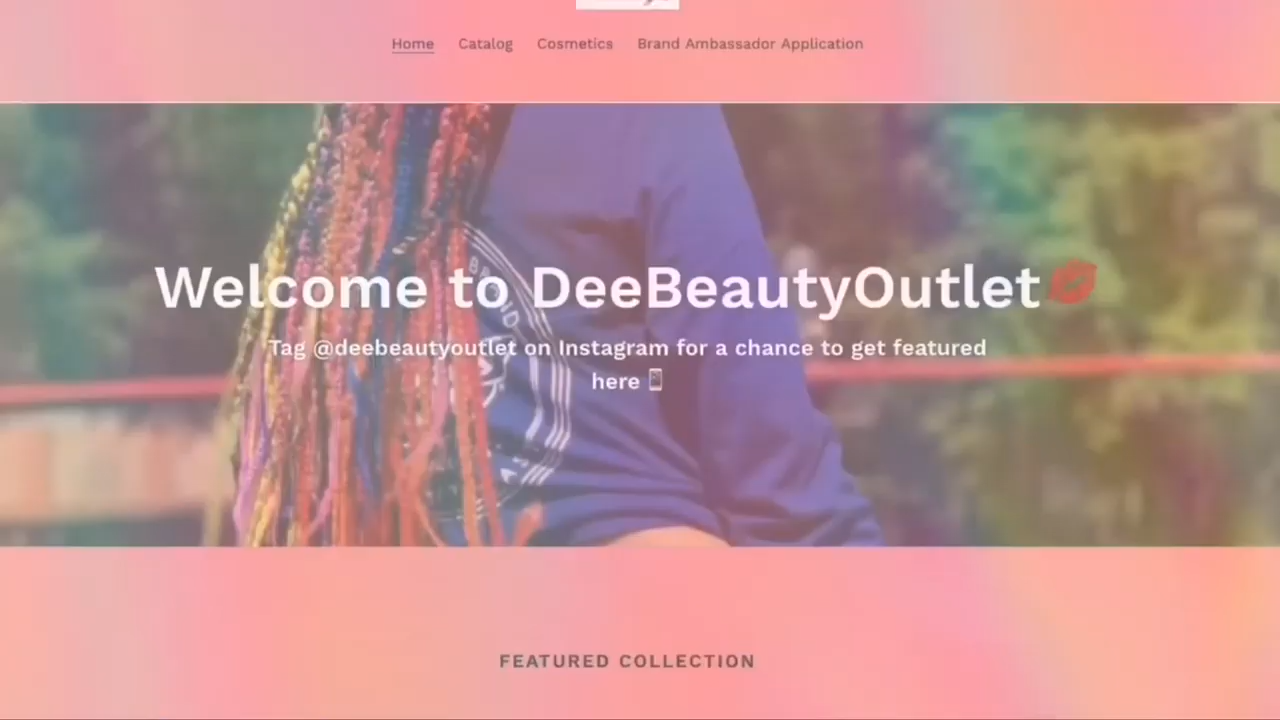 Home Catalog Cosmetics Brand Ambassador Application
Welcome to DeeBeautyOutlet💋
Tag @deebeautyoutlet on Instagram for a chance to get featured
here 📱
FEATURED COLLECTION